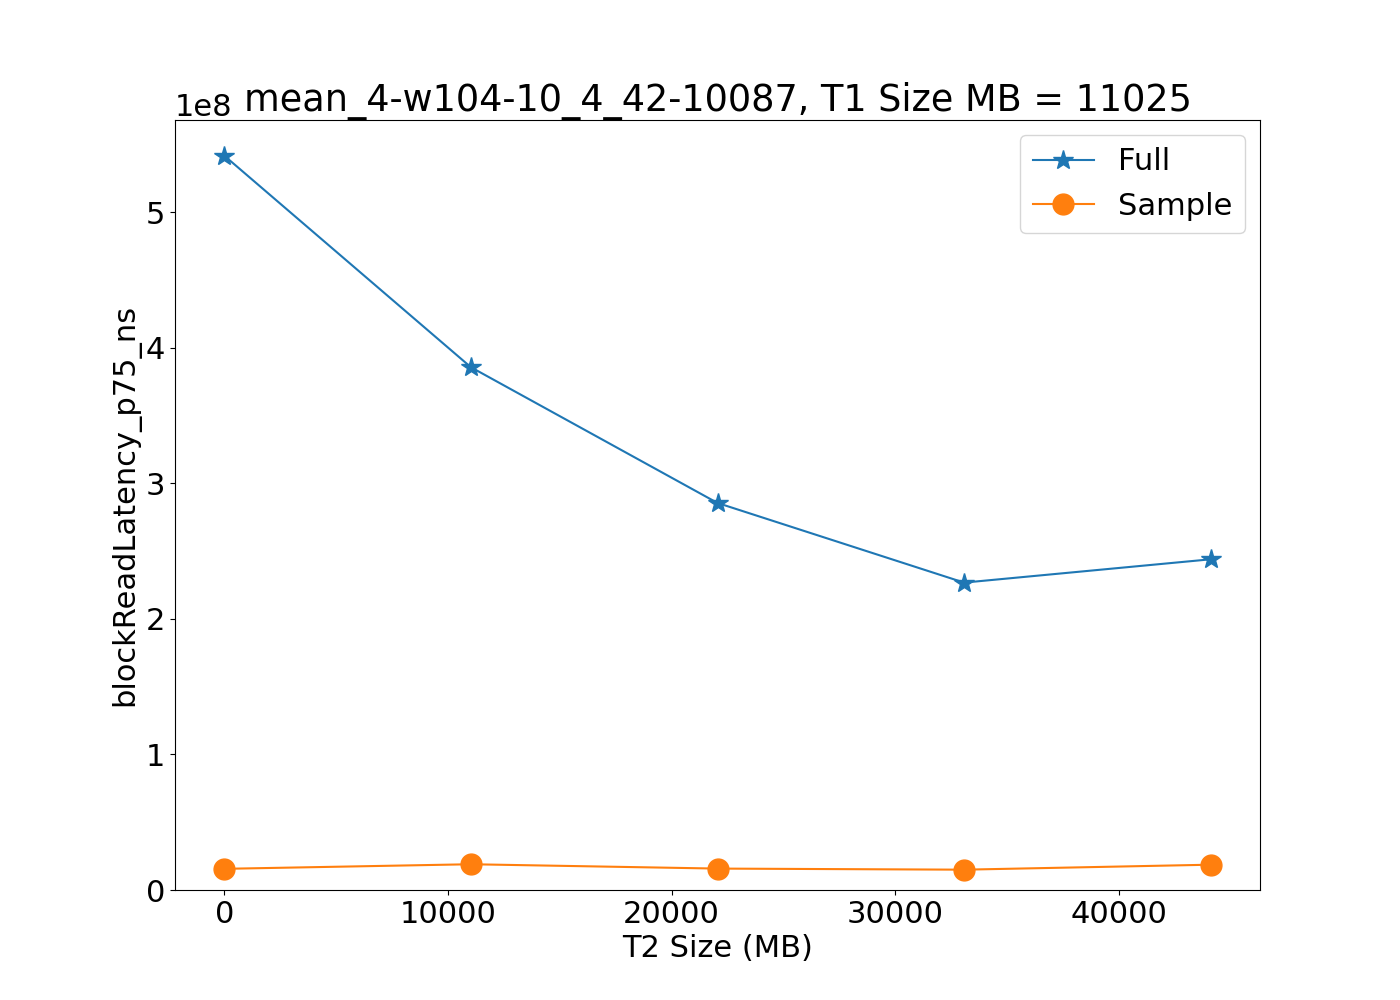 1e8
mean_4-w104-10_4_42-10087, T1 Size MB = 11025
Full
Sample
blockReadLatency_p75_ns
5
4
3
2
1
0
0 10000 20000 30000 40000
T2 Size (MB)